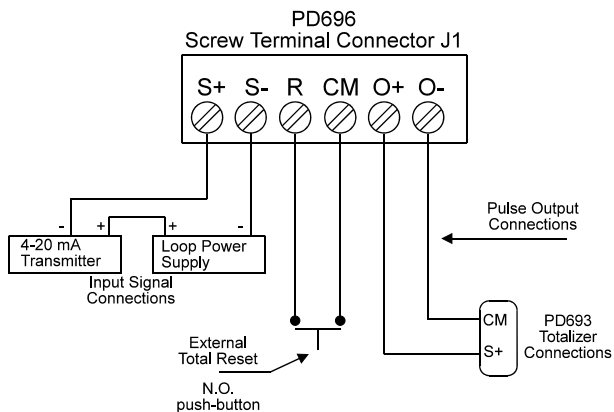 PD696
Screw Terminal Connector J1
S+ S- R CM O+ O-
- + + -
4-20 mA
Transmitter
Loop Power
Supply
Input Signal
Connections
Pulse Output
Connections
External
Total Reset
N.O.
push-button
CM
S+
PD693
Totalizer
Connections